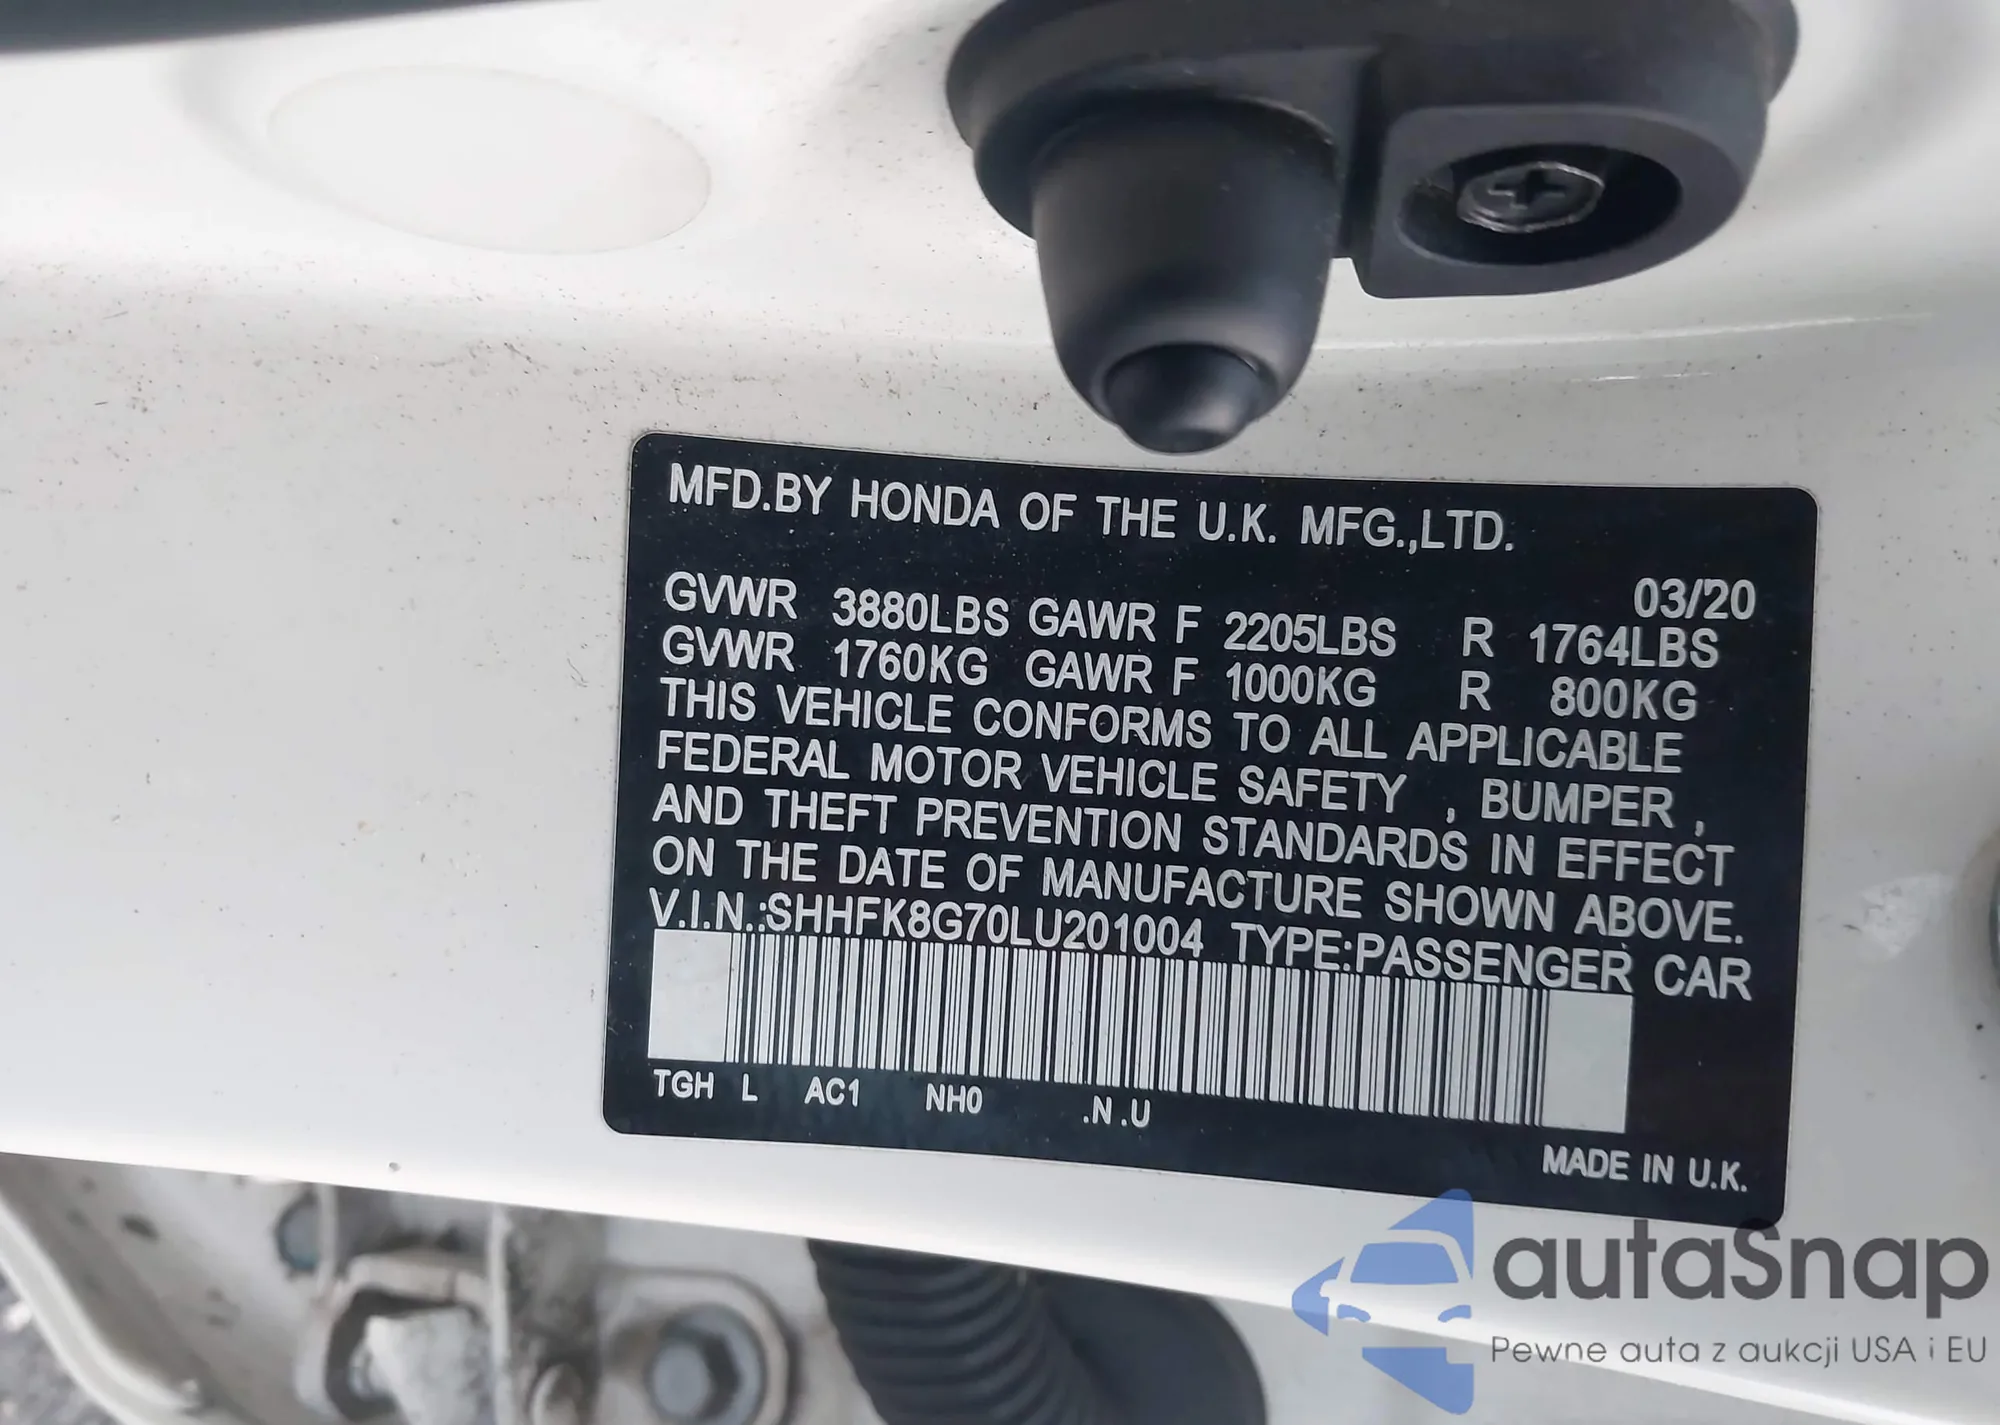 MFD.BY HONDA OF THE U.K. MFG.,LTD.
03/'20
GVWR 3880LBS GAWR F 2205LBS R 1764LBS
GVWR 1760KG GAWR F 1000KG R 800KG
THIS VEHICLE CONFORMS TO ALL APPLICABLE
FEDERAL MOTOR VEHICLE SAFETY , BUMPER ,
AND THEFT PREVENTION STANDARDS IN EFFECT
ON THE DATE OF MANUFACTURE SHOWN ABOVE.
V.I.N.:SHHFK8G70LU201004 TYPE:PASSENGER CAR
TGH L AC1 NH0 .N .U
MADE IN U.K.
autaSnap
Pewne auta z aukcji USA i EU